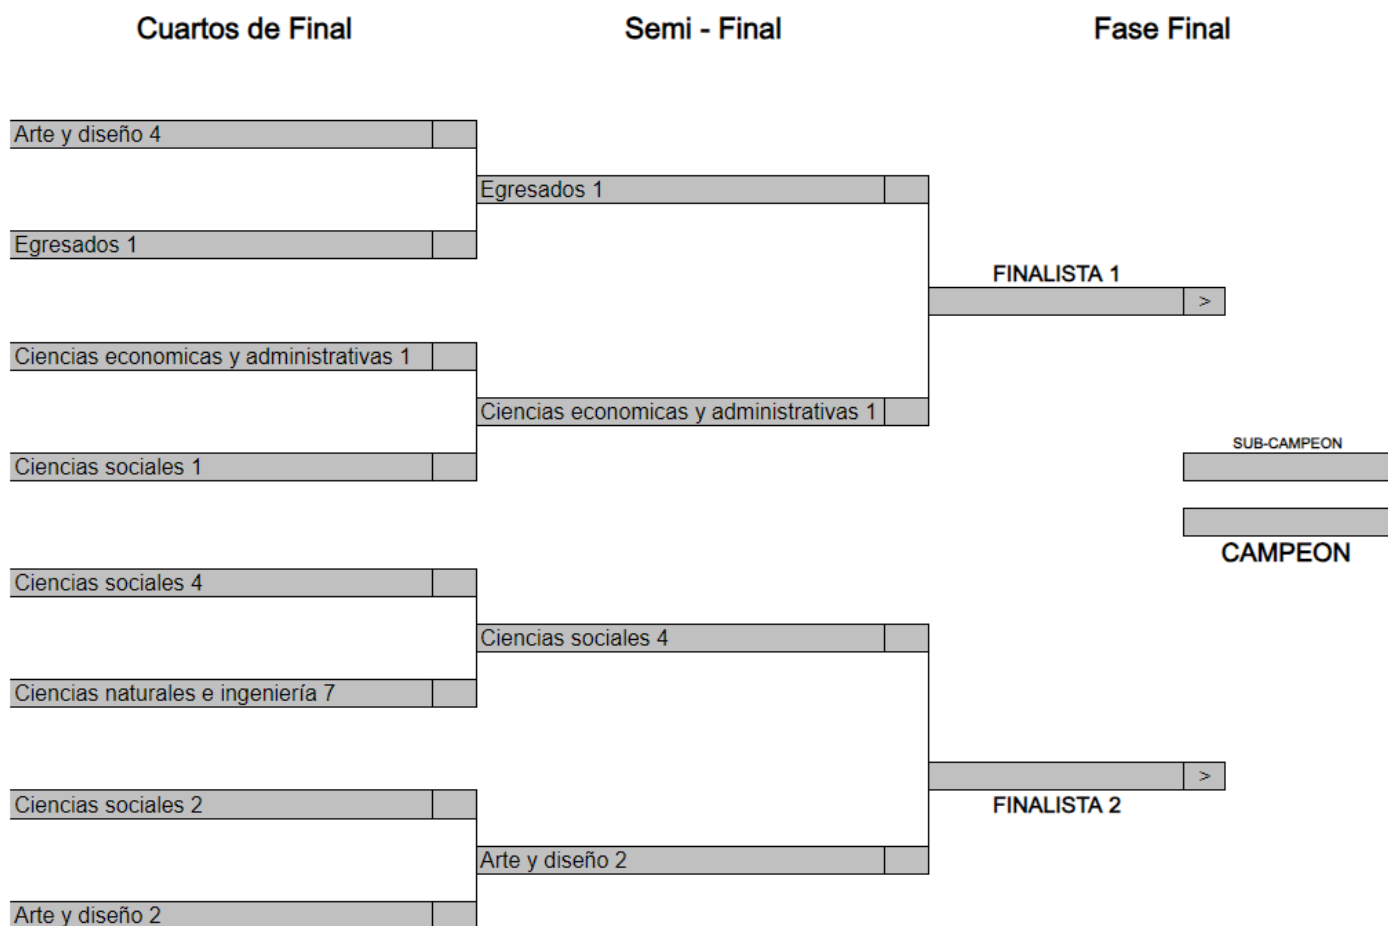 Cuartos de Final
Semi - Final
Fase Final
Arte y diseño 4
Egresados 1
Egresados 1
FINALISTA 1
>
Ciencias economicas y administrativas 1
Ciencias economicas y administrativas 1
SUB-CAMPEON
Ciencias sociales 1
CAMPEON
Ciencias sociales 4
Ciencias sociales 4
Ciencias naturales e ingeniería 7
>
FINALISTA 2
Ciencias sociales 2
Arte y diseño 2
Arte y diseño 2